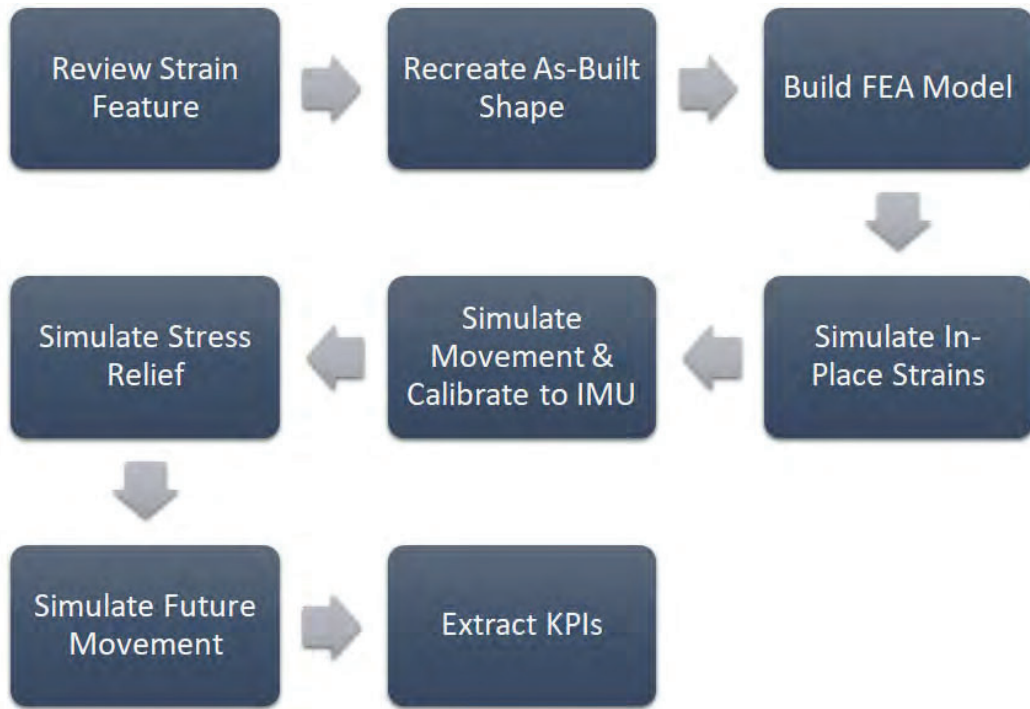 Review Strain
Feature
Recreate As-Built
Shape
Build FEA Model
Simulate In-
Place Strains
Simulate
Movement &
Calibrate to IMU
Simulate Stress
Relief
Simulate Future
Movement
Extract KPIs